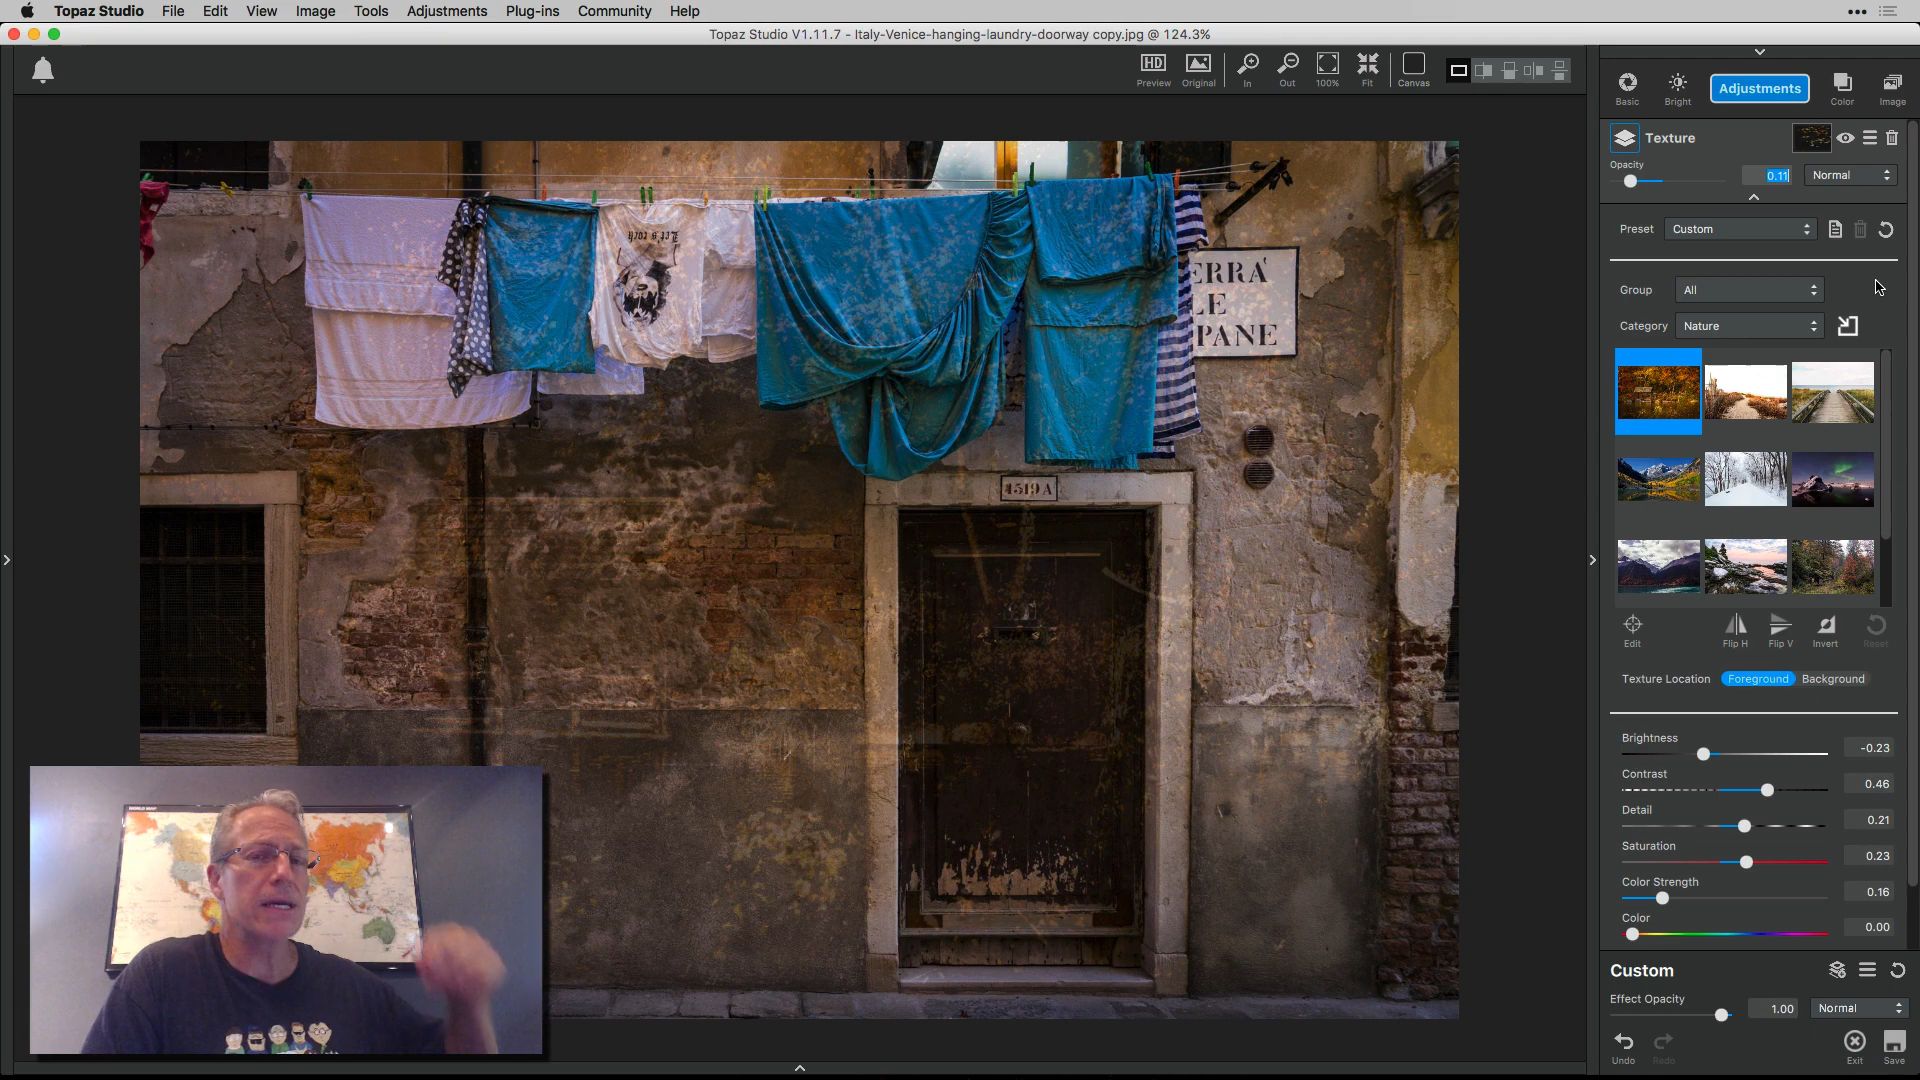 Topaz Studio File Edit View Image Tools Adjustments Plug-ins Community Help
Topaz Studio V1.11.7 - Italy-Venice-hanging-laundry-doorway copy.jpg @ 124.3%
HD
Preview Original In Out 100% Fit Canvas
Basic Bright Adjustments Color Image
Texture
Opacity
0.11 Normal
Preset Custom
Group All
Category Nature
Edit Flip H Flip V Invert Reset
Texture Location Foreground Background
Brightness
-0.23
Contrast
0.46
Detail
0.21
Saturation
0.23
Color Strength
0.16
Color
0.00
Custom
Effect Opacity
1.00 Normal
Undo Redo Exit Save
ERRA'
LE
PANE
1519 A
WORLD MAP